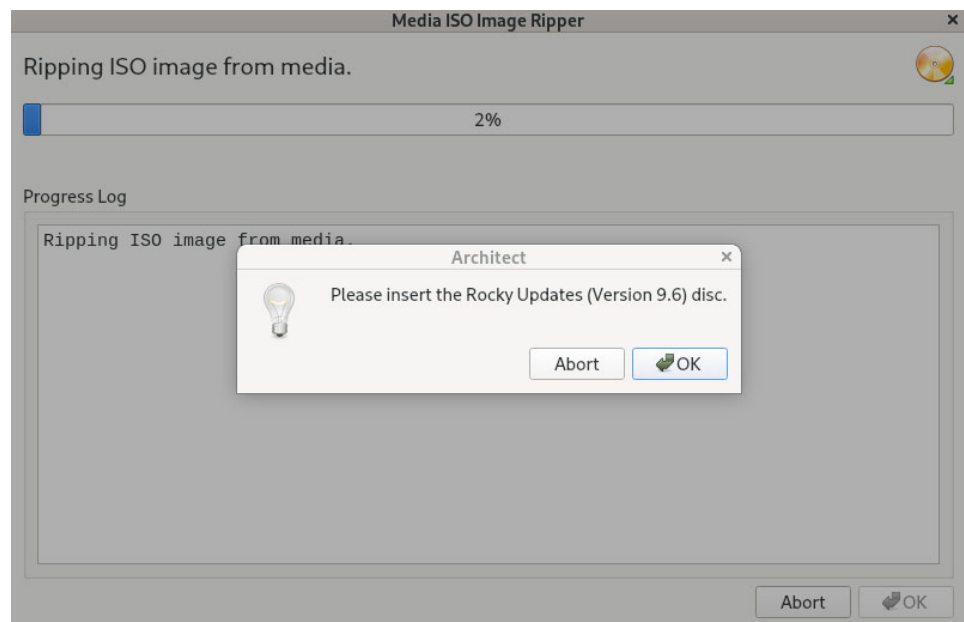 Media ISO Image Ripper
Ripping ISO image from media.
2%
Progress Log
Ripping ISO image from media.
Architect
Please insert the Rocky Updates (Version 9.6) disc.
Abort
OK
Abort
OK